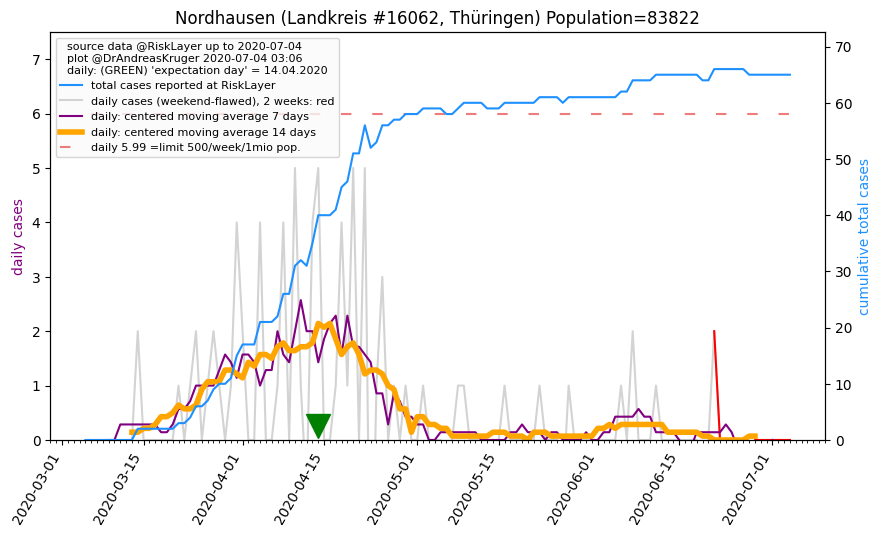 Nordhausen (Landkreis #16062, Thüringen) Population=83822
source data @RiskLayer up to 2020-07-04
plot @DrAndreasKruger 2020-07-04 03:06
daily: (GREEN) 'expectation day' = 14.04.2020
total cases reported at RiskLayer
daily cases (weekend-flawed), 2 weeks: red
daily: centered moving average 7 days
daily: centered moving average 14 days
daily 5.99 =limit 500/week/1mio pop.
daily cases
7
6
5
4
3
2
1
0
70
60
50
40
30
20
10
0
cumulative total cases
2020-03-01
2020-03-15
2020-04-01
2020-04-15
2020-05-01
2020-05-15
2020-06-01
2020-06-15
2020-07-01